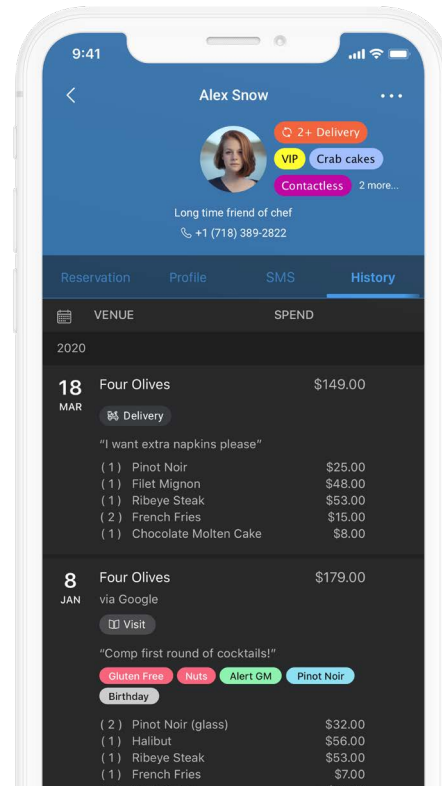 9:41
Alex Snow
2+ Delivery
VIP Crab cakes
Contactless 2 more...
Long time friend of chef
+1 (718) 389-2822
Reservation Profile SMS History
VENUE SPEND
2020
18 Four Olives $149.00
MAR
Delivery
“I want extra napkins please”
( 1 ) Pinot Noir $25.00
( 1 ) Filet Mignon $48.00
( 1 ) Ribeye Steak $53.00
( 2 ) French Fries $15.00
( 1 ) Chocolate Molten Cake $8.00
8 Four Olives $179.00
JAN via Google
Visit
“Comp first round of cocktails!”
Gluten Free Nuts Alert GM Pinot Noir
Birthday
( 2 ) Pinot Noir (glass) $32.00
( 1 ) Halibut $56.00
( 1 ) Ribeye Steak $53.00
( 1 ) French Fries $7.00